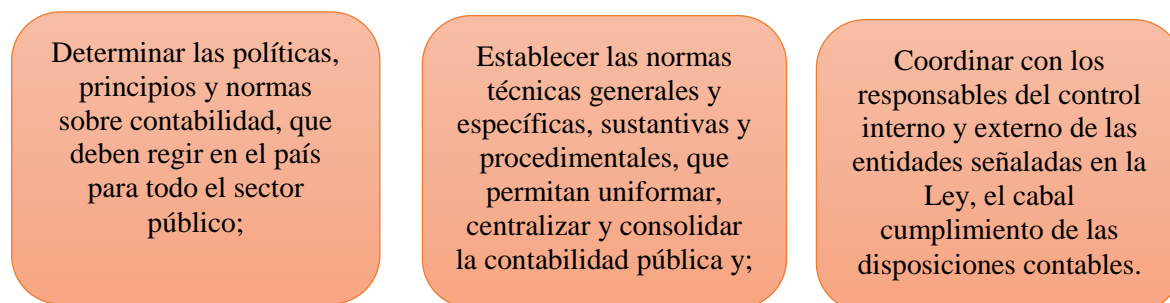 Determinar las políticas,
principios y normas
sobre contabilidad, que
deben regir en el país
para todo el sector
público;
Establecer las normas
técnicas generales y
específicas, sustantivas y
procedimentales, que
permitan uniformar,
centralizar y consolidar
la contabilidad pública y;
Coordinar con los
responsables del control
interno y externo de las
entidades señaladas en la
Ley, el cabal
cumplimiento de las
disposiciones contables.